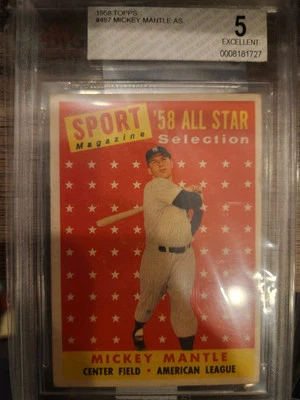 1958 TOPPS
#487 MICKEY MANTLE AS
5
EXCELLENT
0008181727
SPORT '58 ALL STAR
Magazine Selection
MICKEY MANTLE
CENTER FIELD • AMERICAN LEAGUE